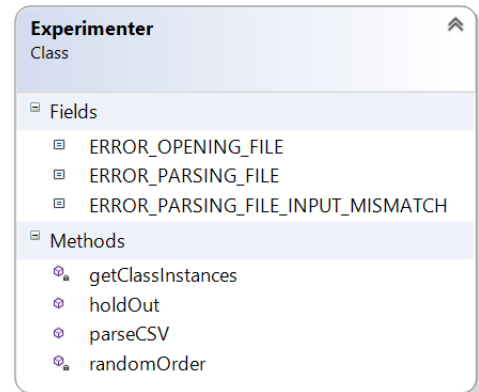 Experimenter
Class
Fields
ERROR_OPENING_FILE
ERROR_PARSING_FILE
ERROR_PARSING_FILE_INPUT_MISMATCH
Methods
getClassInstances
holdOut
parseCSV
randomOrder